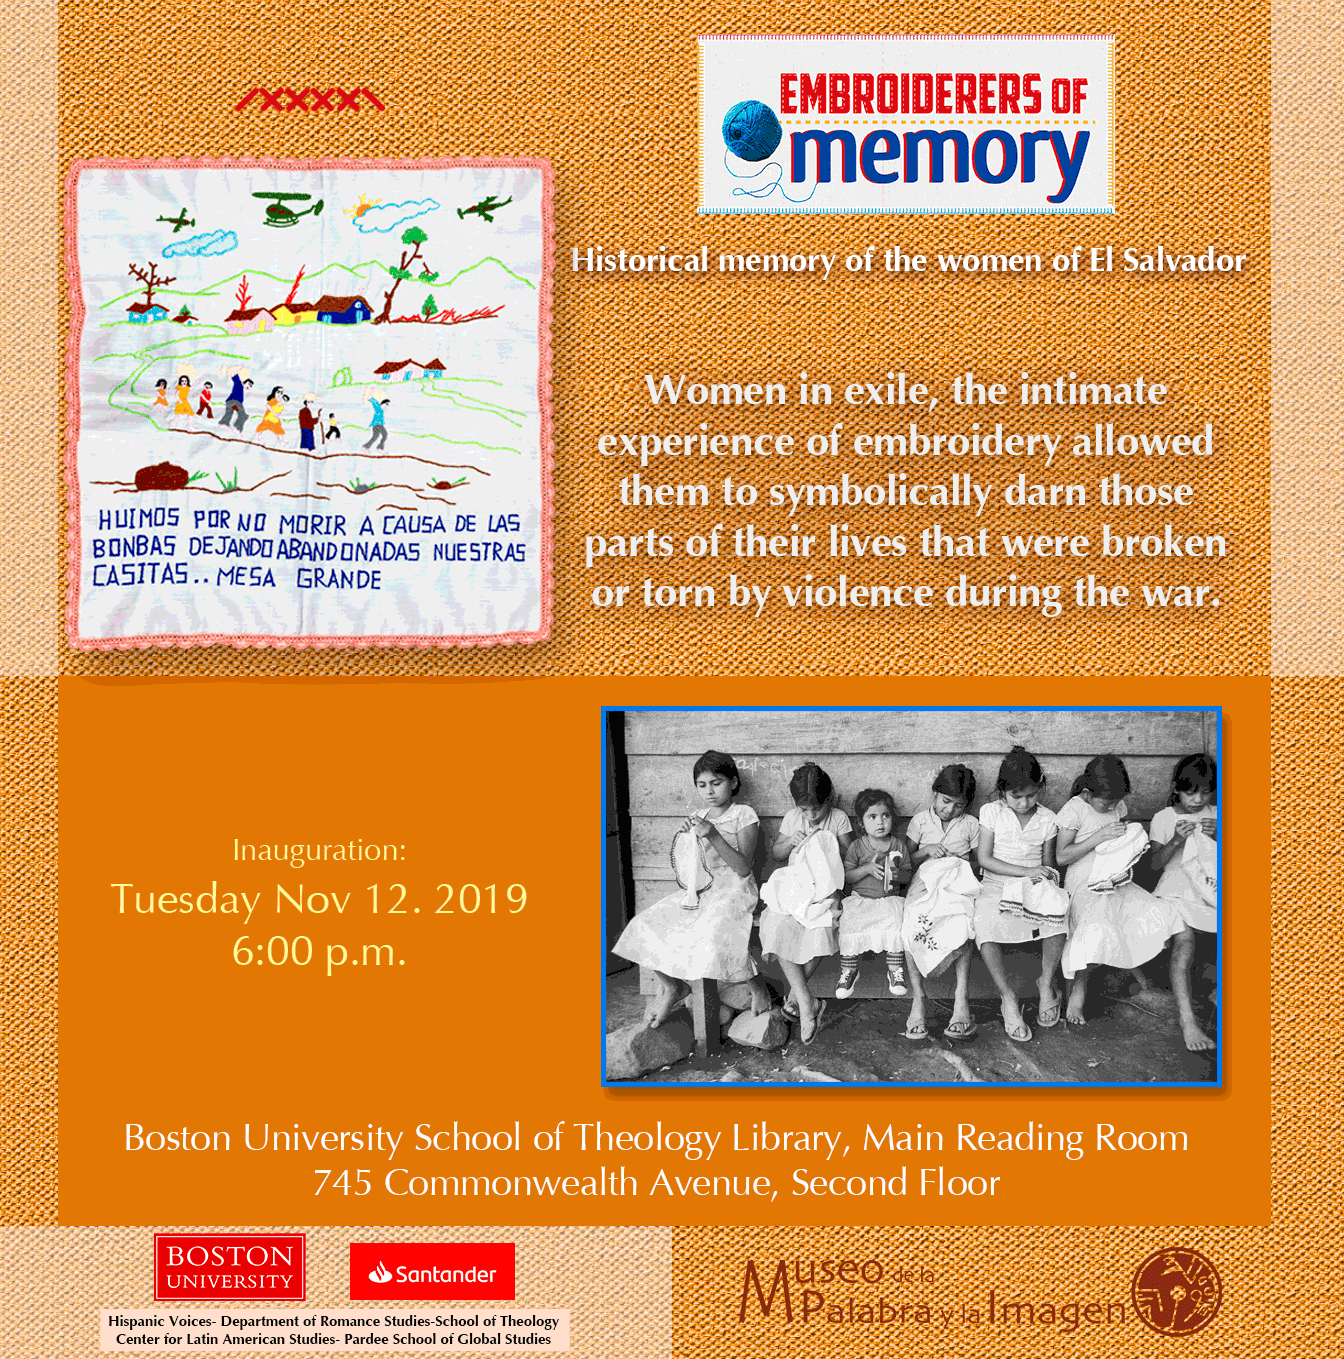 EMBROIDERERS OF
memory
Historical memory of the women of El Salvador
Women in exile, the intimate
experience of embroidery allowed
them to symbolically darn those
parts of their lives that were broken
or torn by violence during the war.
HUIMOS POR NO MORIR A CAUSA DE LAS
BONBAS DEJANDO ABANDONADAS NUESTRAS
CASITAS.. MESA GRANDE
Inauguration:
Tuesday Nov 12. 2019
6:00 p.m.
Boston University School of Theology Library, Main Reading Room
745 Commonwealth Avenue, Second Floor
BOSTON
UNIVERSITY
Santander
Hispanic Voices- Department of Romance Studies-School of Theology
Center for Latin American Studies- Pardee School of Global Studies
Museo de la
Palabra y la Imagen